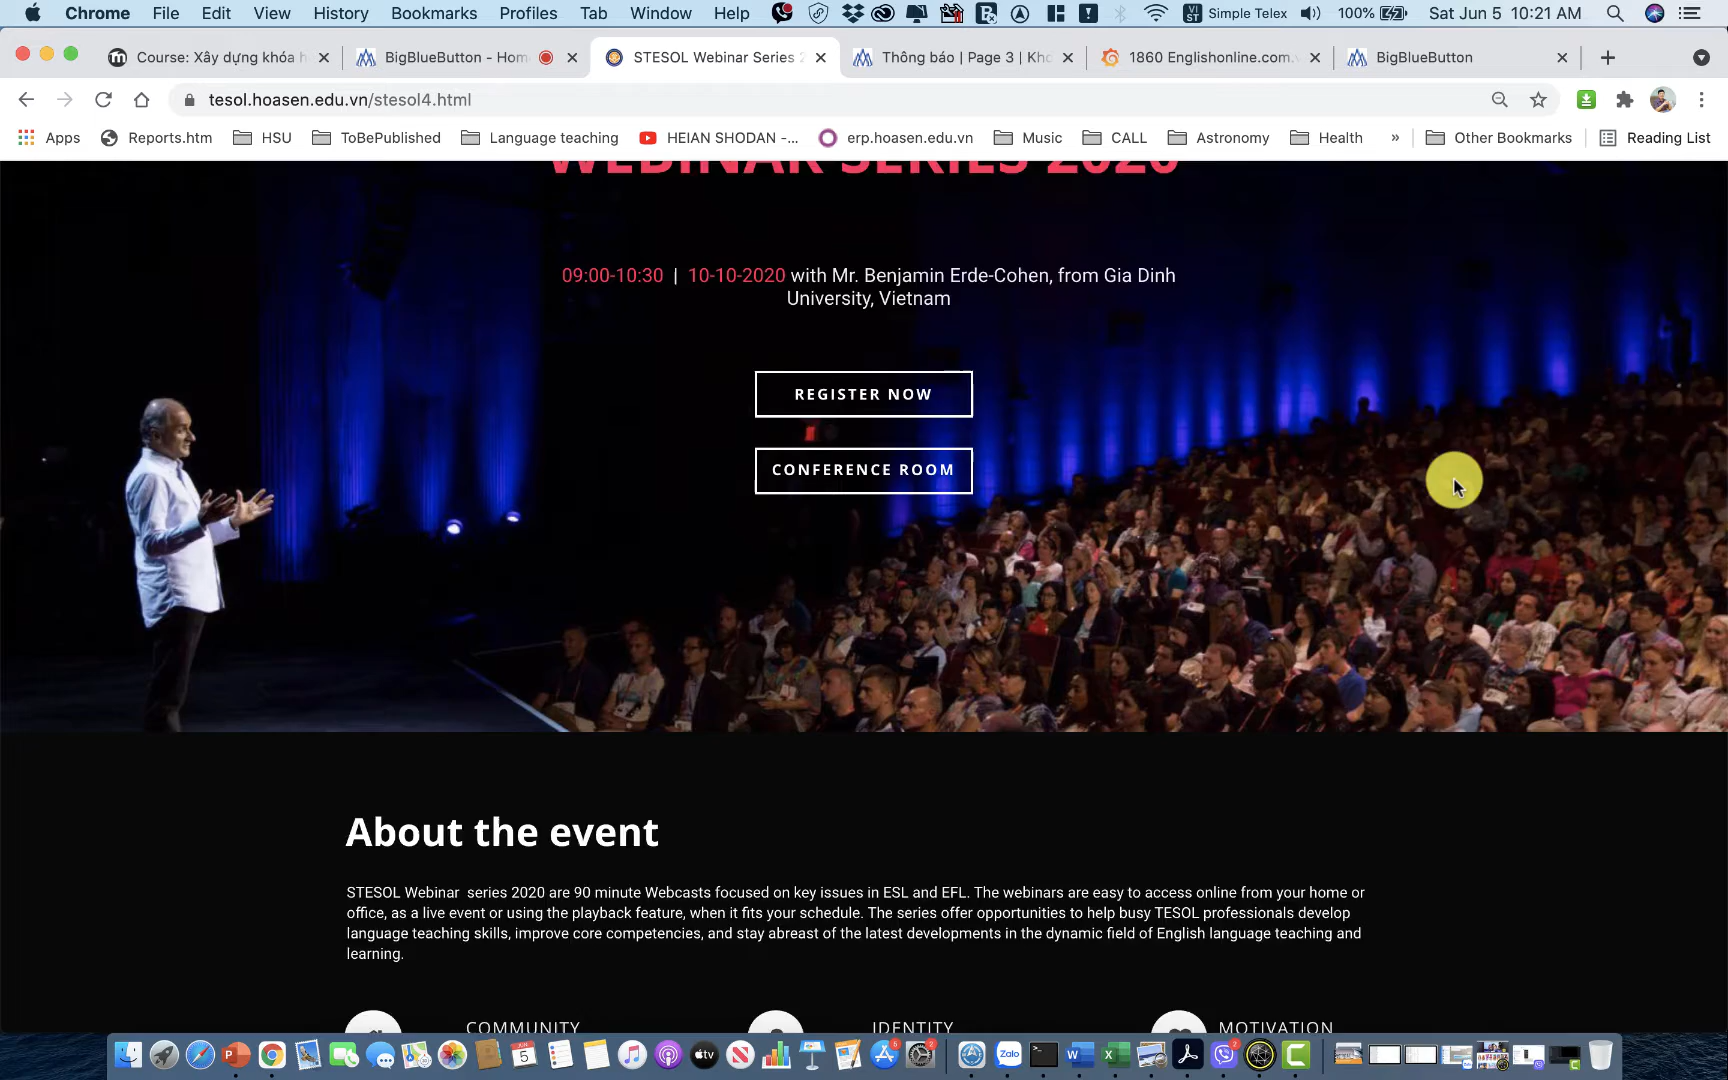 Chrome File Edit View History Bookmarks Profiles Tab Window Help Simple Telex 100% Sat Jun 5 10:21 AM
Course: Xây dựng khóa h BigBlueButton - Hom STESOL Webinar Series 2 Thông báo | Page 3 | Kho 1860 Englishonline.com.v BigBlueButton
tesol.hoasen.edu.vn/stesol4.html
Apps Reports.htm HSU ToBePublished Language teaching HEIAN SHODAN -... erp.hoasen.edu.vn Music CALL Astronomy Health » Other Bookmarks Reading List
WEBINAR SERIES 2020
09:00-10:30 | 10-10-2020 with Mr. Benjamin Erde-Cohen, from Gia Dinh
University, Vietnam
REGISTER NOW
CONFERENCE ROOM
About the event
STESOL Webinar series 2020 are 90 minute Webcasts focused on key issues in ESL and EFL. The webinars are easy to access online from your home or
office, as a live event or using the playback feature, when it fits your schedule. The series offer opportunities to help busy TESOL professionals develop
language teaching skills, improve core competencies, and stay abreast of the latest developments in the dynamic field of English language teaching and
learning.
COMMUNITY IDENTITY MOTIVATION